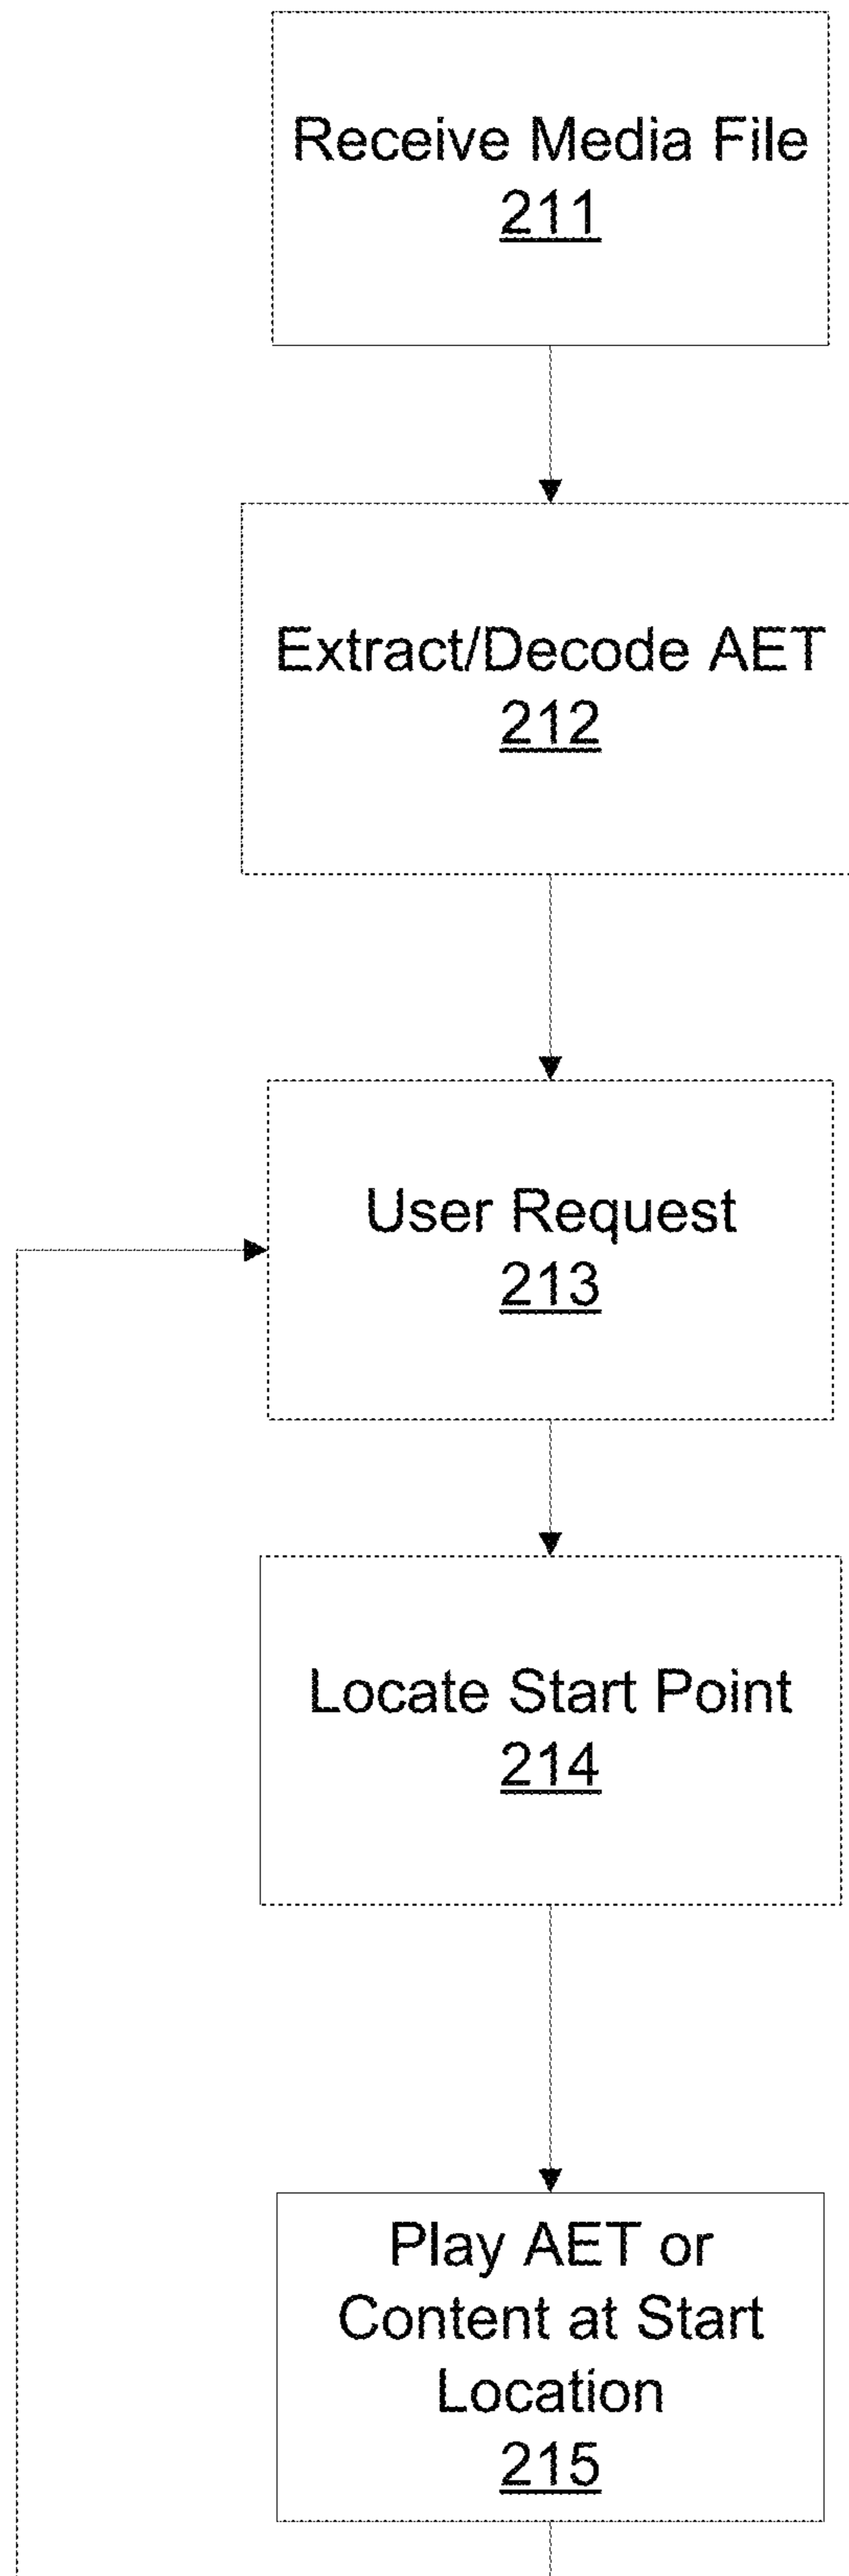 Receive Media File
211
Extract/Decode AET
212
User Request
213
Locate Start Point
214
Play AET or
Content at Start
Location
215